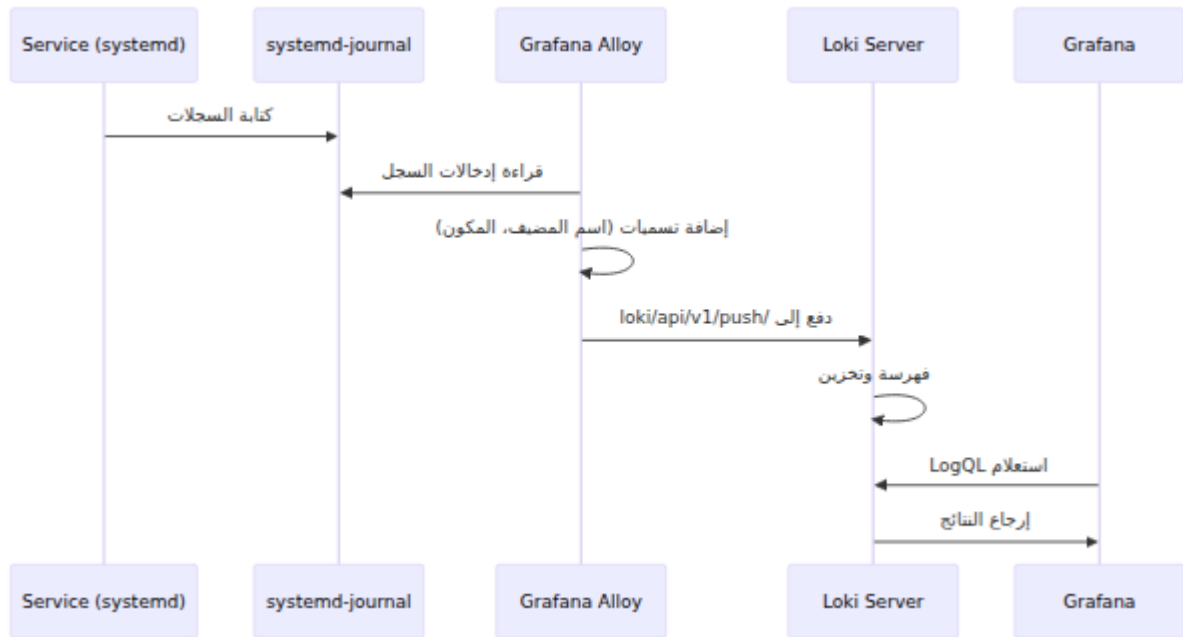 Service (systemd)
systemd-journal
Grafana Alloy
Loki Server
Grafana
كتابة السجلات
قراءة إدخالات السجل
إضافة تسميات (اسم المضيف، المكون)
دفع إلى /loki/api/v1/push
فهرسة وتخزين
استعلام LogQL
إرجاع النتائج
Service (systemd)
systemd-journal
Grafana Alloy
Loki Server
Grafana